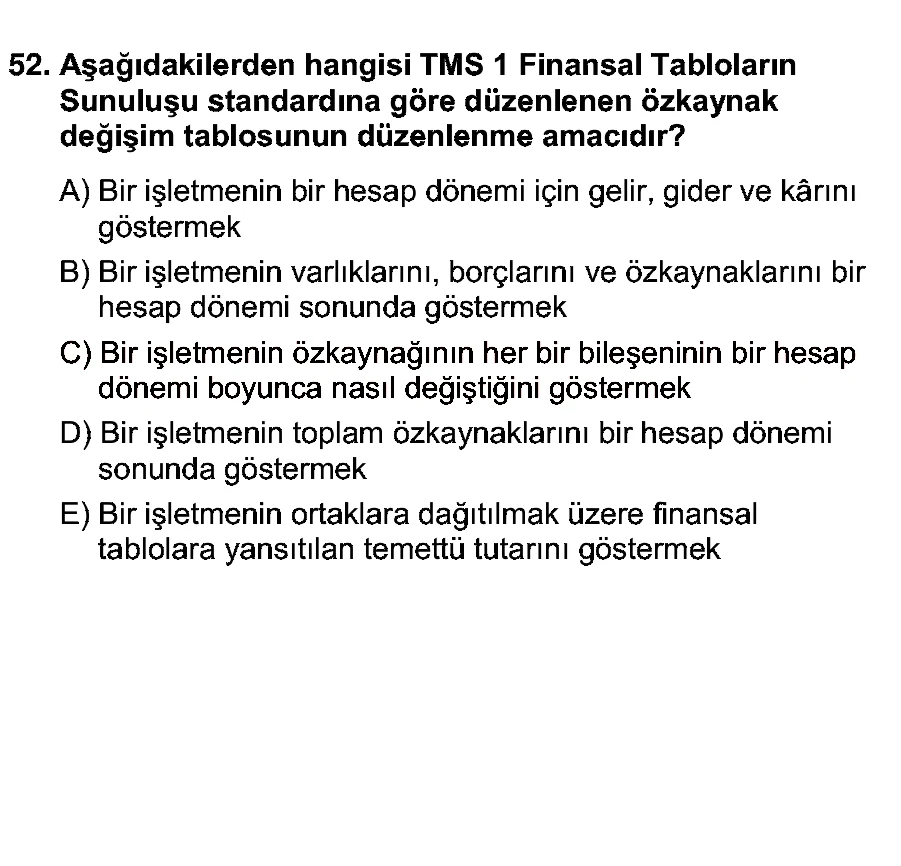 52. Aşağıdakilerden hangisi TMS 1 Finansal Tabloların
Sunuluşu standardına göre düzenlenen özkaynak
değişim tablosunun düzenlenme amacıdır?
A) Bir işletmenin bir hesap dönemi için gelir, gider ve kârını
göstermek
B) Bir işletmenin varlıklarını, borçlarını ve özkaynaklarını bir
hesap dönemi sonunda göstermek
C) Bir işletmenin özkaynağının her bir bileşeninin bir hesap
dönemi boyunca nasıl değiştiğini göstermek
D) Bir işletmenin toplam özkaynaklarını bir hesap dönemi
sonunda göstermek
E) Bir işletmenin ortaklara dağıtılmak üzere finansal
tablolara yansıtılan temettü tutarını göstermek